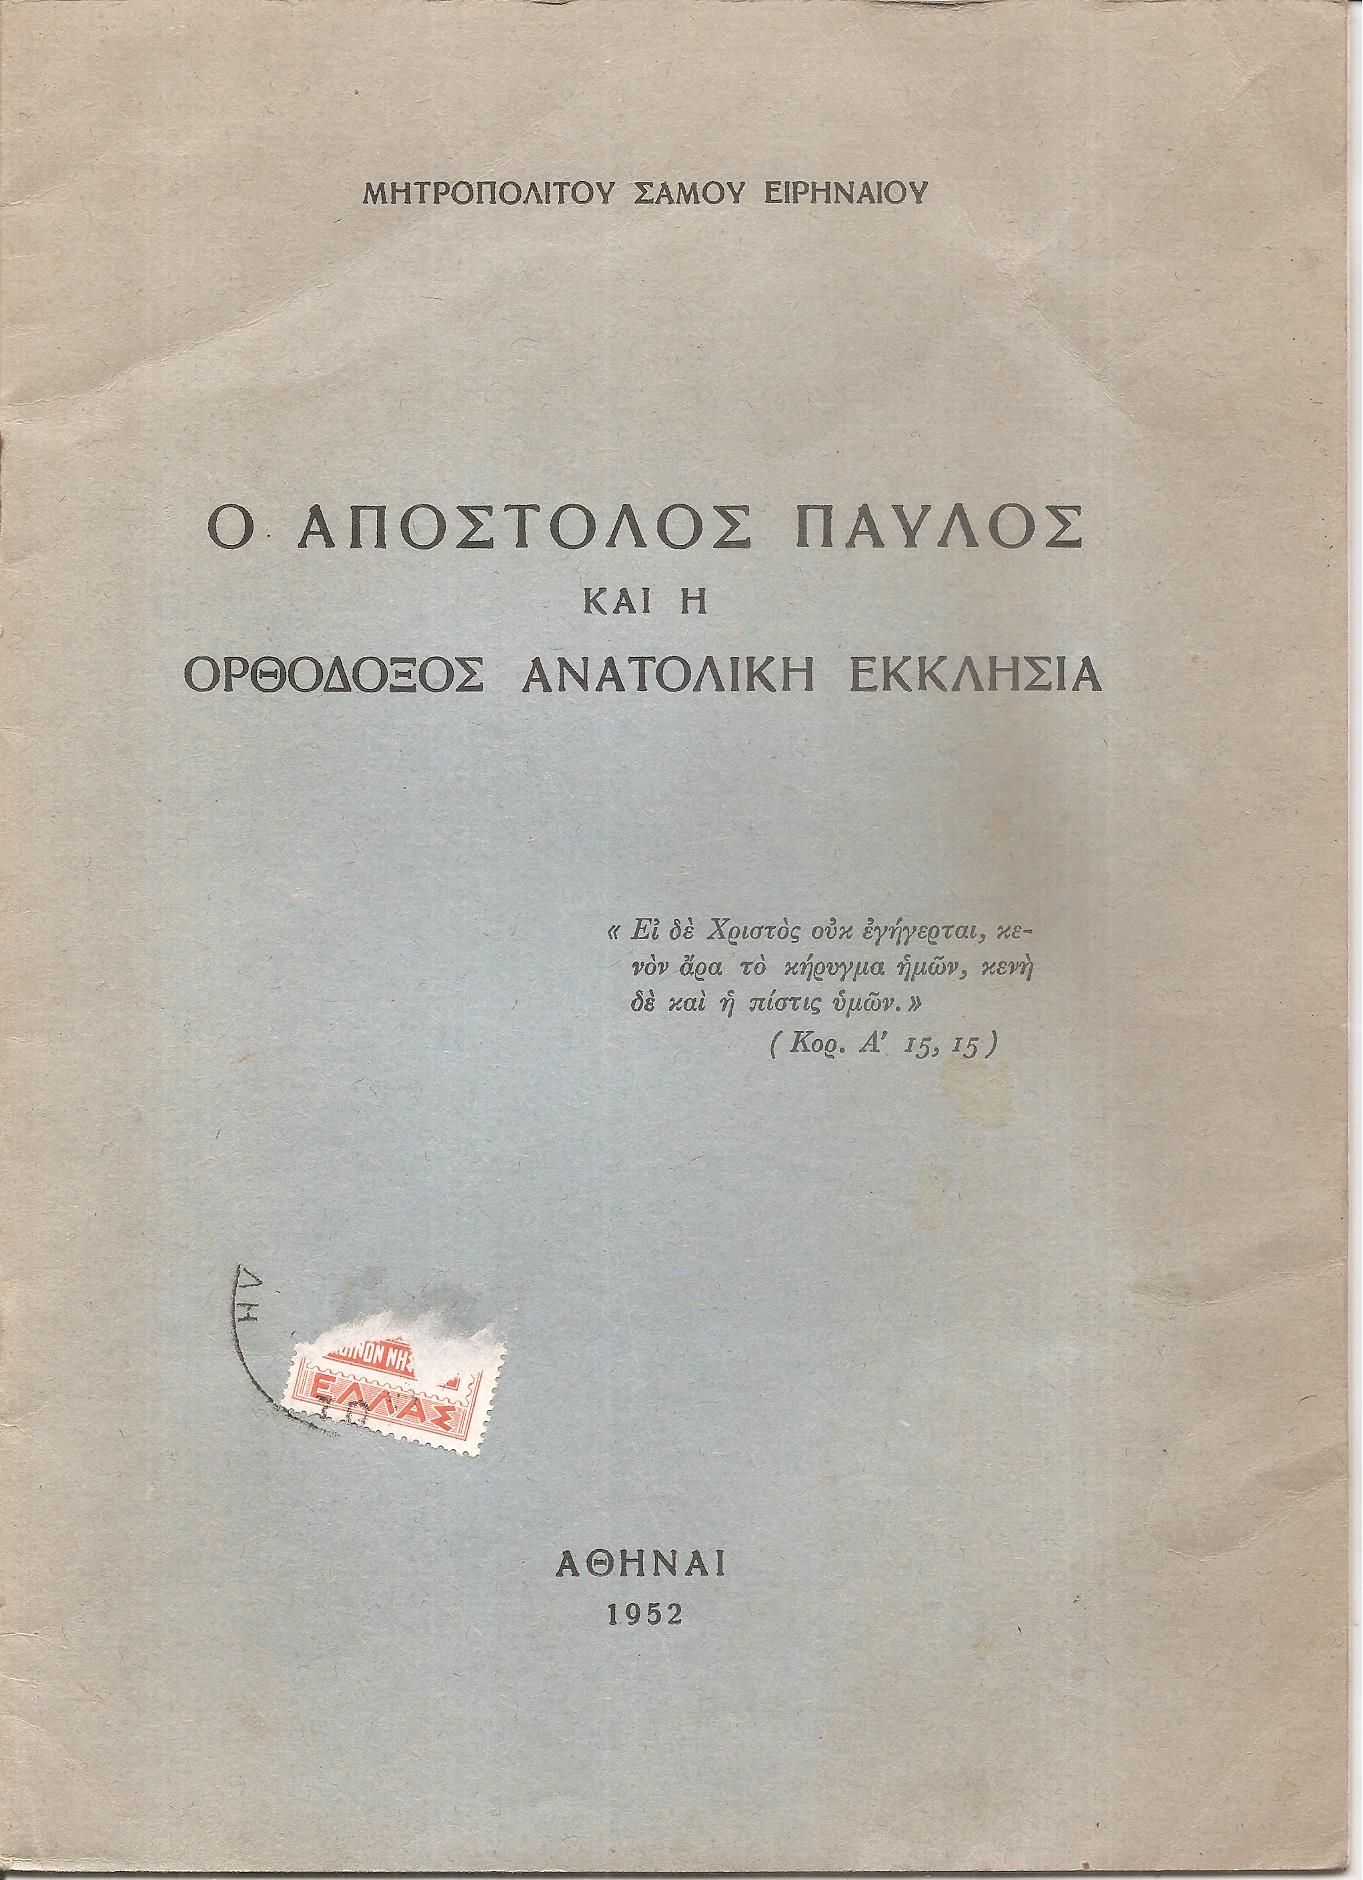 ΜΗΤΡΟΠΟΛΙΤΟΥ ΣΑΜΟΥ ΕΙΡΗΝΑΙΟΥ
Ο ΑΠΟΣΤΟΛΟΣ ΠΑΥΛΟΣ
ΚΑΙ Η
ΟΡΘΟΔΟΞΟΣ ΑΝΑΤΟΛΙΚΗ ΕΚΚΛΗΣΙΑ
« Εἰ δὲ Χριστὸς οὐκ ἐγήγερται, κε-
νὸν ἄρα τὸ κήρυγμα ἡμῶν, κενὴ
δὲ καὶ ἡ πίστις ὑμῶν.»
( Κορ. Α' 15, 15 )
ΔΗ
ΕΛΛΑΣ
ΑΘΗΝΑΙ
1952